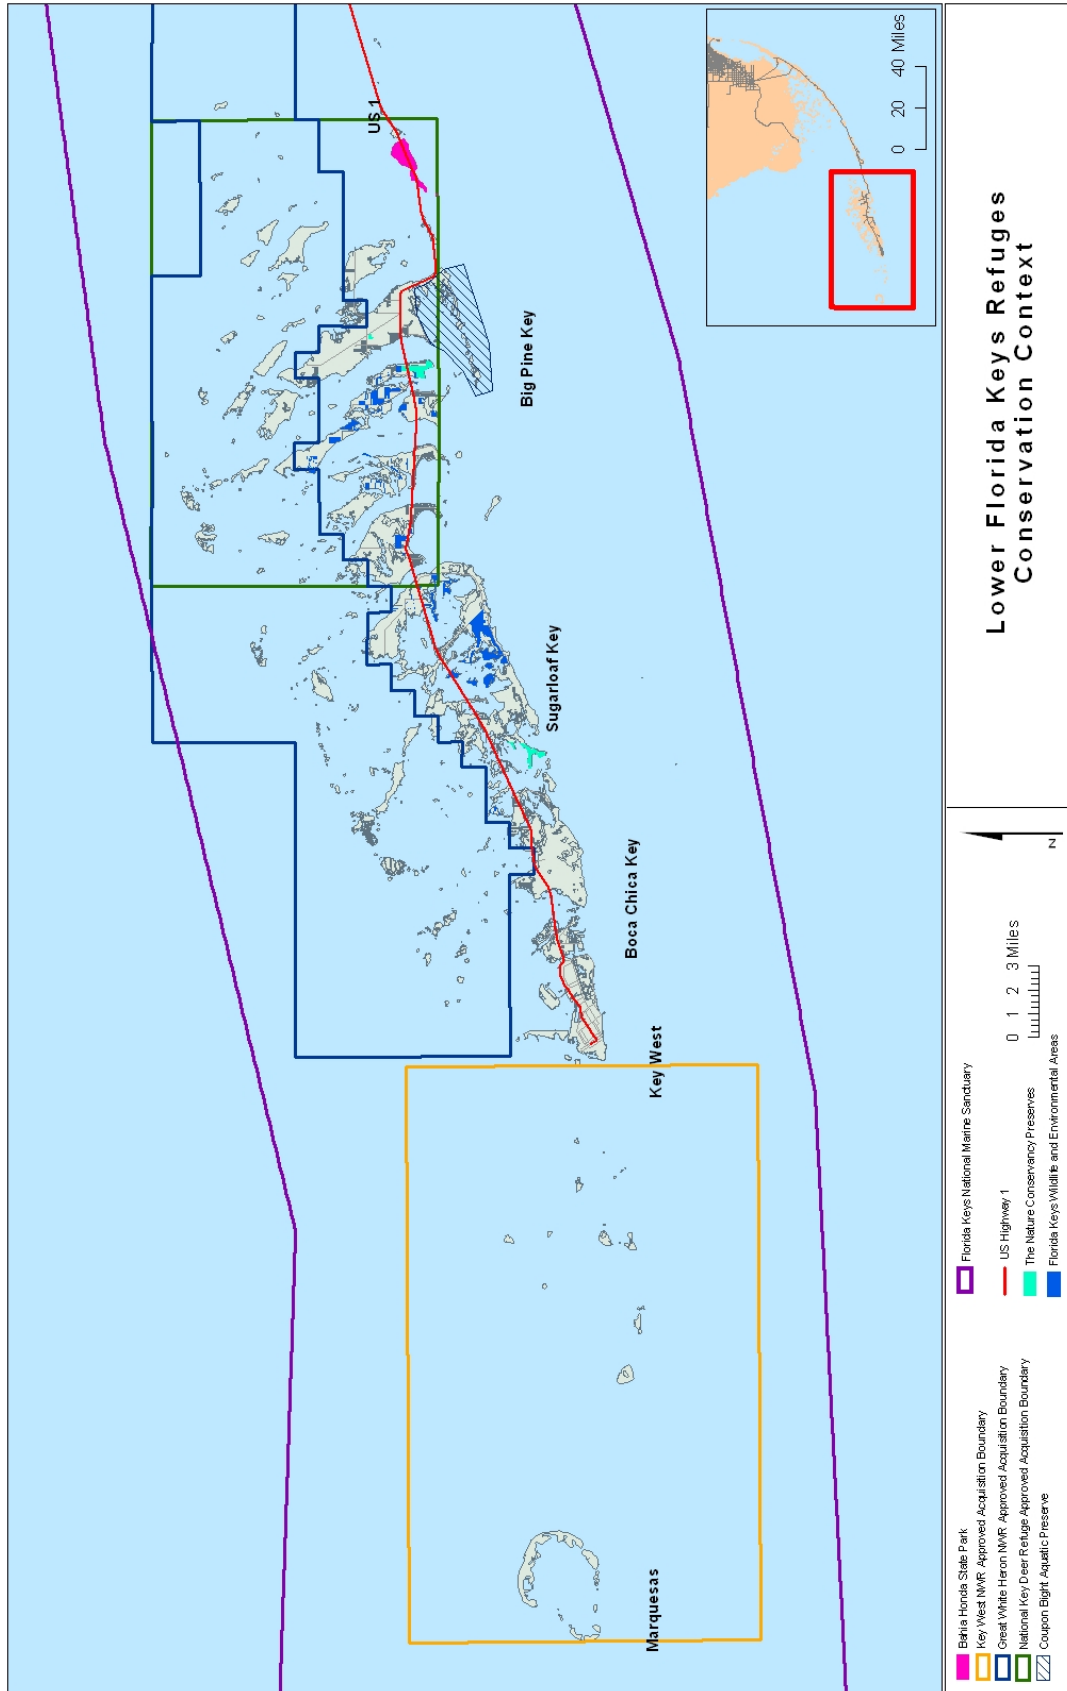 US 1
Big Pine Key
Sugarloaf Key
Boca Chica Key
Key West
Marquesas
0 20 40 Miles
Bahia Honda State Park
Key West NWR Approved Acquisition Boundary
Great White Heron NWR Approved Acquisition Boundary
National Key Deer Refuge Approved Acquisition Boundary
Coupon Bight Aquatic Preserve
Florida Keys National Marine Sanctuary
US Highway 1
The Nature Conservancy Preserves
Florida Keys Wildlife and Environmental Areas
0 1 2 3 Miles
N
Lower Florida Keys Refuges
Conservation Context